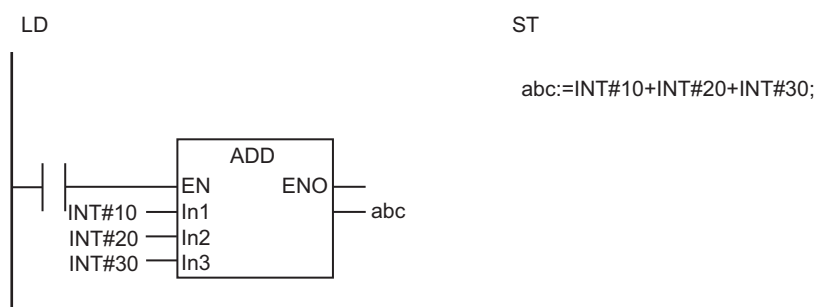 LD
ST
abc:=INT#10+INT#20+INT#30;
ADD
EN ENO
INT#10 In1 abc
INT#20 In2
INT#30 In3